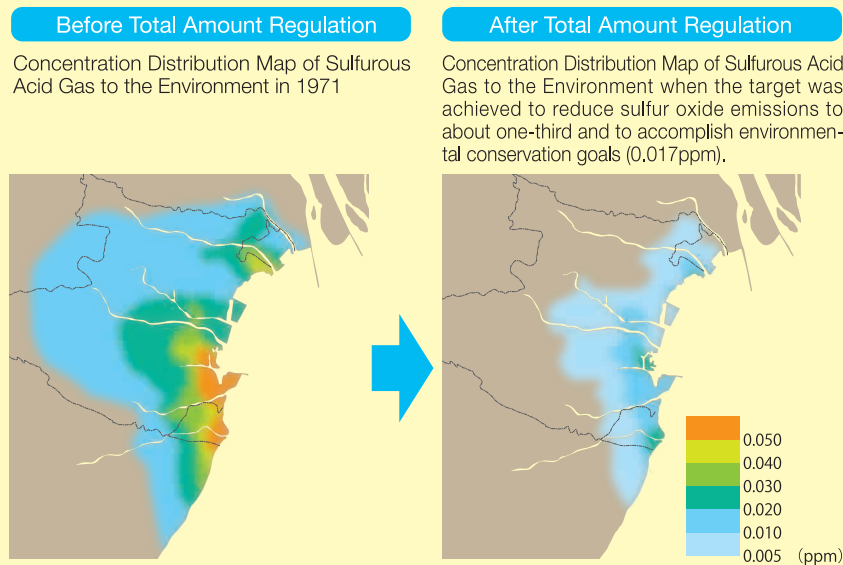 Before Total Amount Regulation
Concentration Distribution Map of Sulfurous
Acid Gas to the Environment in 1971
After Total Amount Regulation
Concentration Distribution Map of Sulfurous Acid
Gas to the Environment when the target was
achieved to reduce sulfur oxide emissions to
about one-third and to accomplish environmen-
tal conservation goals (0.017ppm).
0.050
0.040
0.030
0.020
0.010
0.005 (ppm)